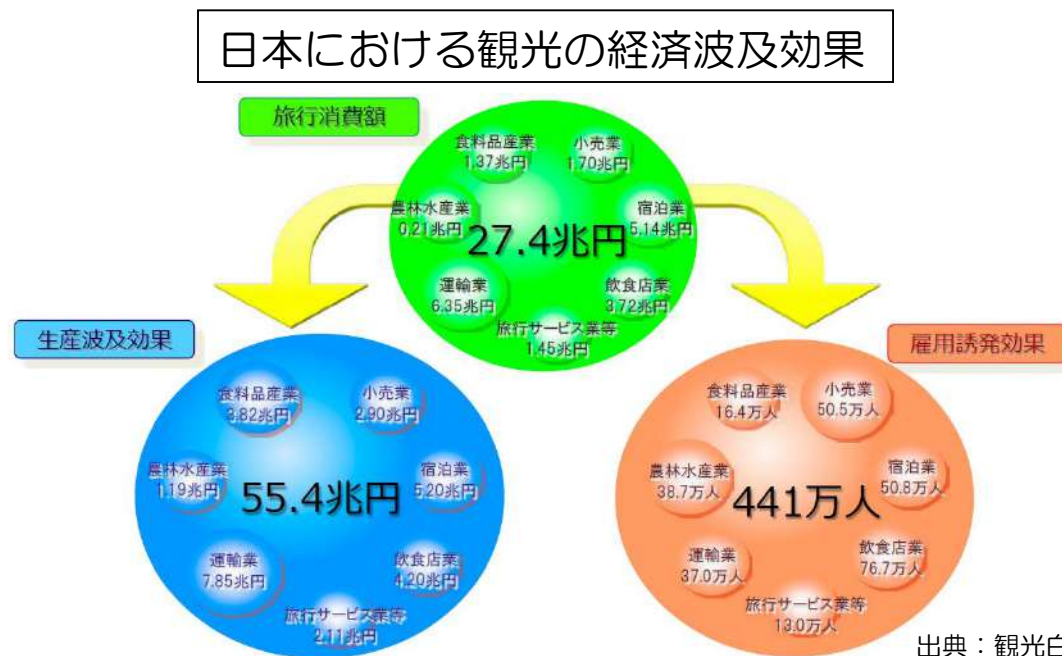 日本における観光の経済波及効果
旅行消費額
食料品産業
1.37兆円
小売業
1.70兆円
農林水産業
0.21兆円
宿泊業
5.14兆円
27.4兆円
運輸業
6.35兆円
飲食店業
3.72兆円
旅行サービス業等
1.45兆円
生産波及効果
食料品産業
3.82兆円
小売業
2.90兆円
農林水産業
1.19兆円
宿泊業
5.20兆円
55.4兆円
運輸業
7.85兆円
飲食店業
4.20兆円
旅行サービス業等
2.11兆円
雇用誘発効果
食料品産業
16.4万人
小売業
50.5万人
農林水産業
38.7万人
宿泊業
50.8万人
441万人
運輸業
37.0万人
飲食店業
76.7万人
旅行サービス業等
13.0万人
出典：観光白